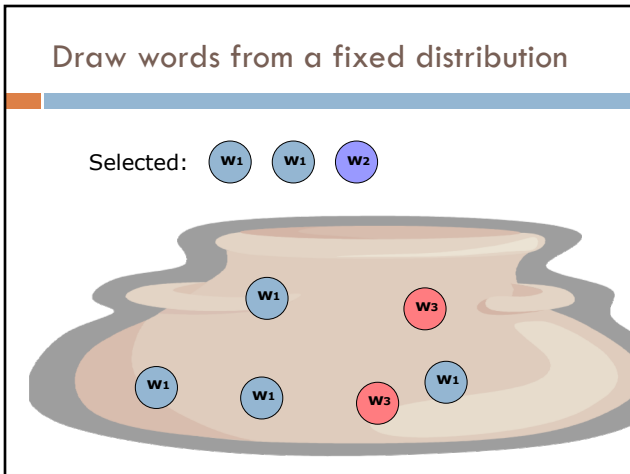 Draw words from a fixed distribution
Selected: w1 w1 w2
w1 w3
w1 w1 w3 w1